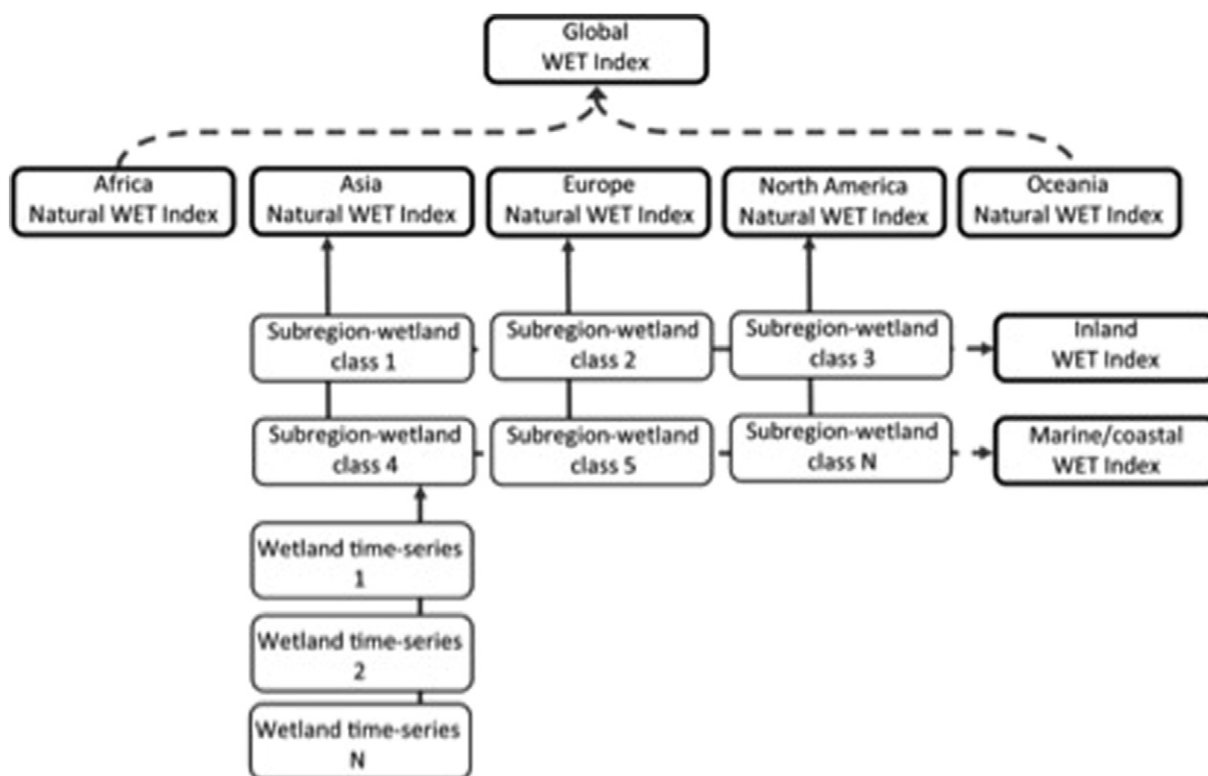 Global
WET Index
Africa
Natural WET Index
Asia
Natural WET Index
Europe
Natural WET Index
North America
Natural WET Index
Oceania
Natural WET Index
Subregion-wetland
class 1
Subregion-wetland
class 2
Subregion-wetland
class 3
Inland
WET Index
Subregion-wetland
class 4
Subregion-wetland
class 5
Subregion-wetland
class N
Marine/coastal
WET Index
Wetland time-series
1
Wetland time-series
2
Wetland time-series
N